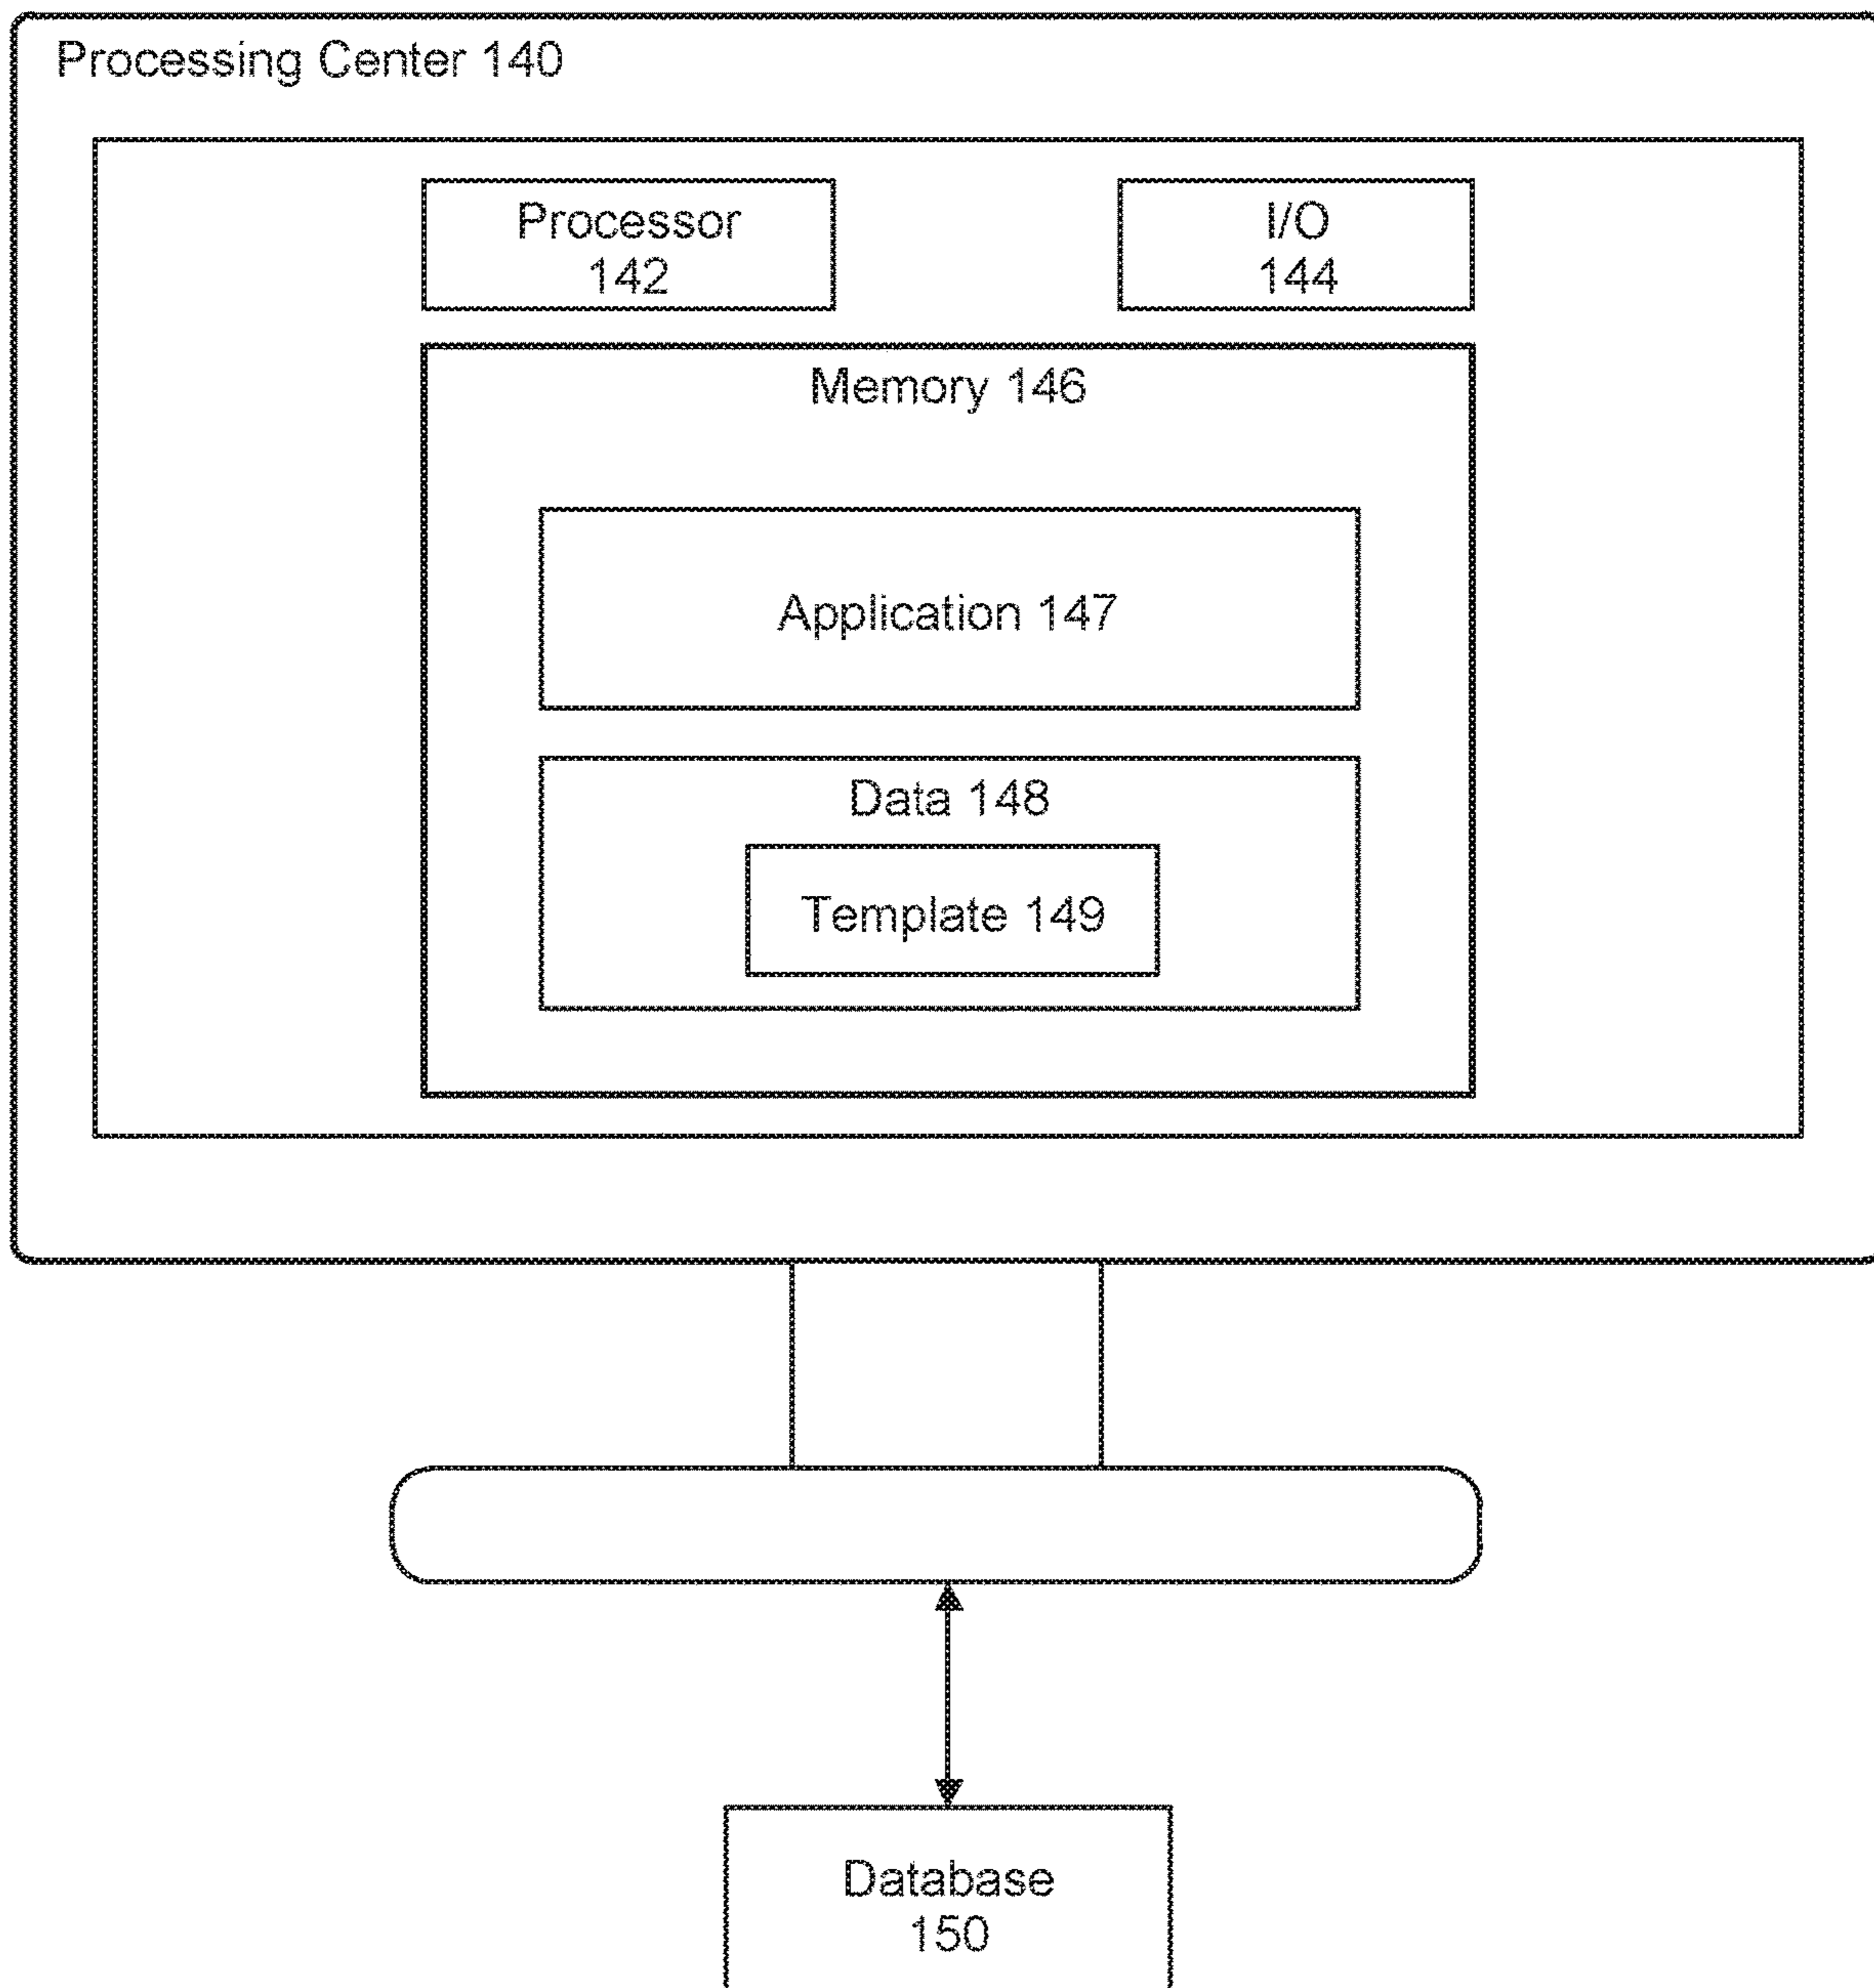 Processing Center 140
Processor
142
I/O
144
Memory 146
Application 147
Data 148
Template 149
Database
150